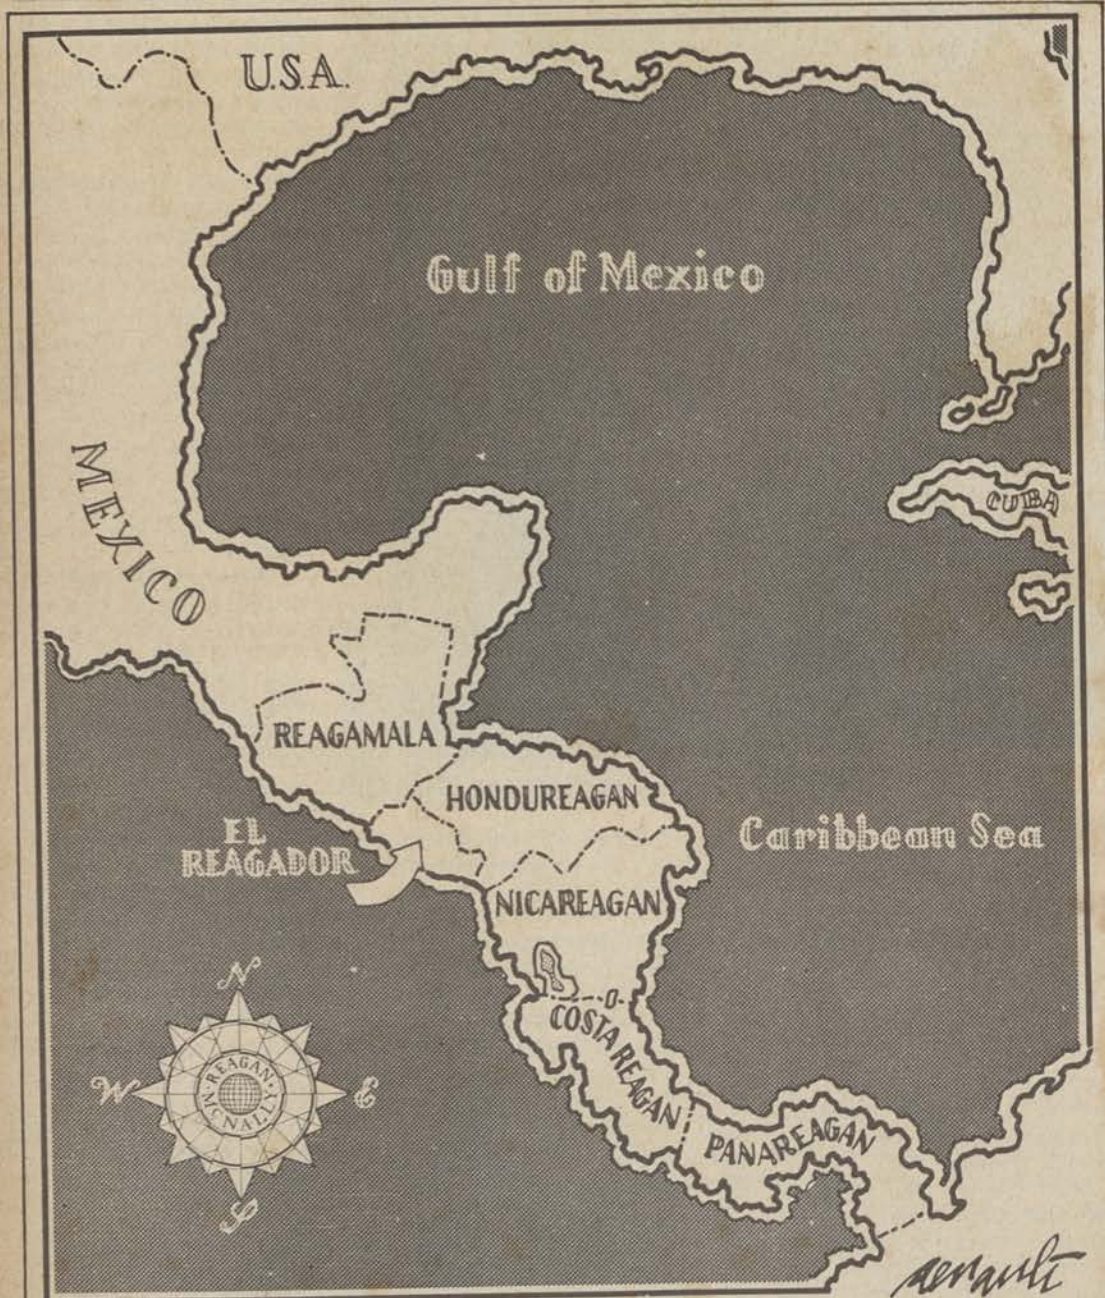 U.S.A.
Gulf of Mexico
MEXICO
CUBA
REAGAMALA
HONDUREAGAN
EL
REAGADOR
Caribbean Sea
NICAREAGAN
N
COSTA REAGAN
W
REAGAN
McNALLY
E
PANAREAGAN
S